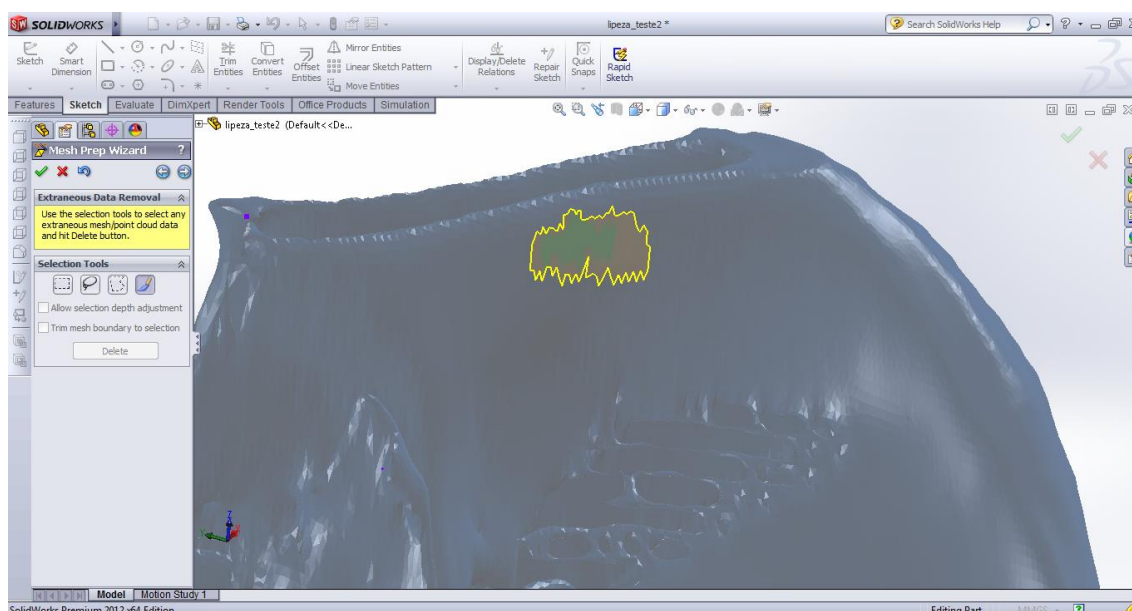 SOLIDWORKS
lipeza_teste2 *
Search SolidWorks Help
Sketch
Smart Dimension
Trim Entities
Convert Entities
Offset Entities
Mirror Entities
Linear Sketch Pattern
Move Entities
Display/Delete Relations
Repair Sketch
Quick Snaps
Rapid Sketch
Features
Sketch
Evaluate
DimXpert
Render Tools
Office Products
Simulation
lipeza_teste2 (Default<<De...
Mesh Prep Wizard
?
Extraneous Data Removal
Use the selection tools to select any
extraneous mesh/point cloud data
and hit Delete button.
Selection Tools
Allow selection depth adjustment
Trim mesh boundary to selection
Delete
Z
Model
Motion Study 1
SolidWorks Premium 2012 x64 Edition
Editing Part
MMGS